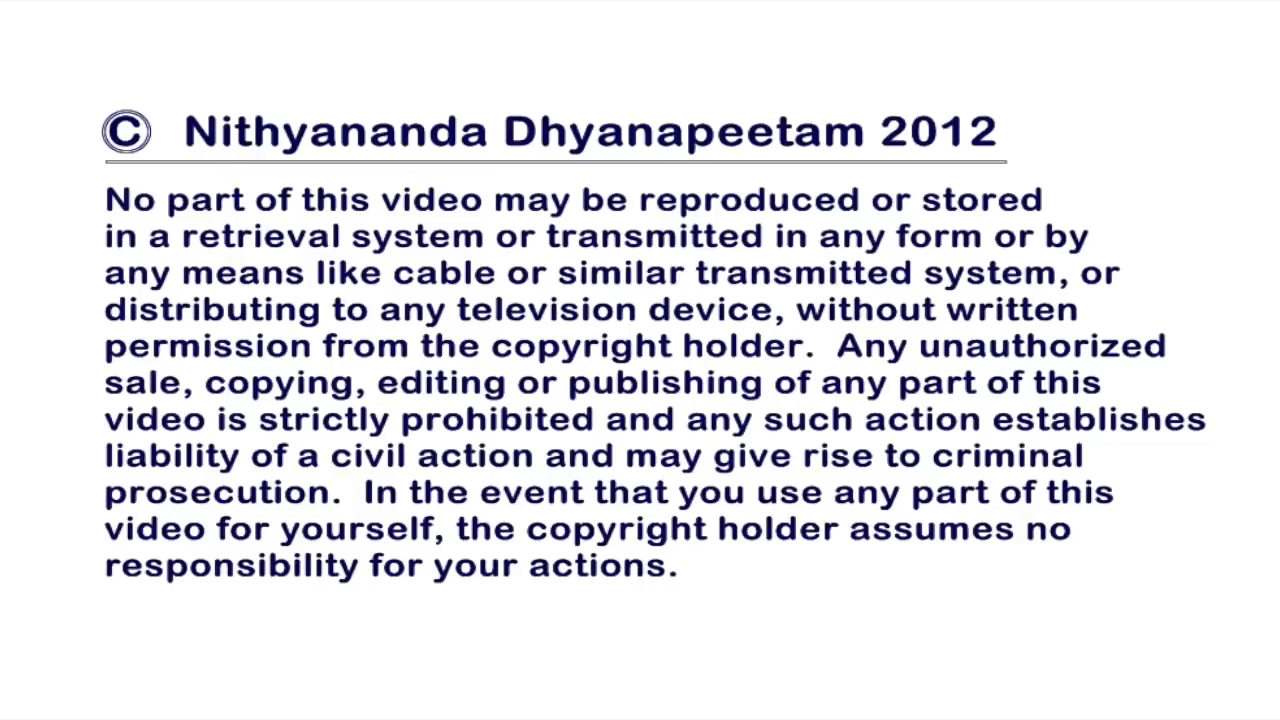 © Nithyananda Dhyanapeetam 2012
No part of this video may be reproduced or stored
in a retrieval system or transmitted in any form or by
any means like cable or similar transmitted system, or
distributing to any television device, without written
permission from the copyright holder.  Any unauthorized
sale, copying, editing or publishing of any part of this
video is strictly prohibited and any such action establishes
liability of a civil action and may give rise to criminal
prosecution.  In the event that you use any part of this
video for yourself, the copyright holder assumes no
responsibility for your actions.